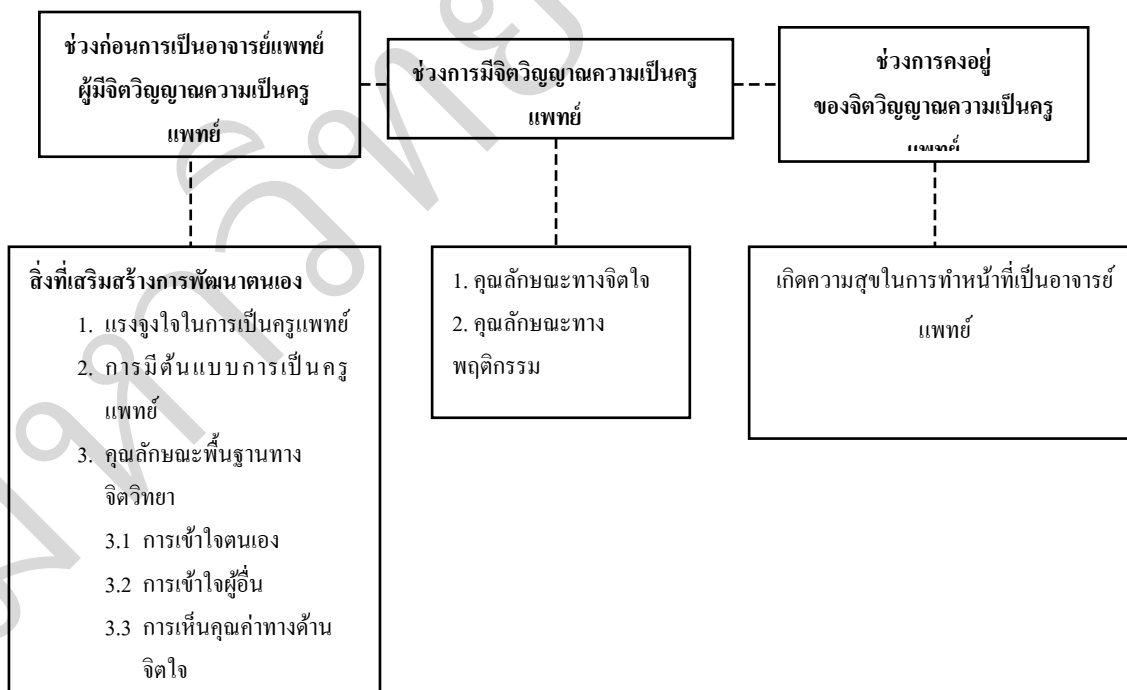 ช่วงก่อนการเป็นอาจารย์แพทย์
ผู้มีจิตวิญญาณความเป็นครู
แพทย์
ช่วงการมีจิตวิญญาณความเป็นครู
แพทย์
ช่วงการคงอยู่
ของจิตวิญญาณความเป็นครู
แพทย์
สิ่งที่เสริมสร้างการพัฒนาตนเอง
1. แรงจูงใจในการเป็นครูแพทย์
2. การมีต้นแบบการเป็นครู
แพทย์
3. คุณลักษณะพื้นฐานทาง
จิตวิทยา
3.1 การเข้าใจตนเอง
3.2 การเข้าใจผู้อื่น
3.3 การเห็นคุณค่าทางด้าน
จิตใจ
1. คุณลักษณะทางจิตใจ
2. คุณลักษณะทาง
พฤติกรรม
เกิดความสุขในการทำหน้าที่เป็นอาจารย์
แพทย์